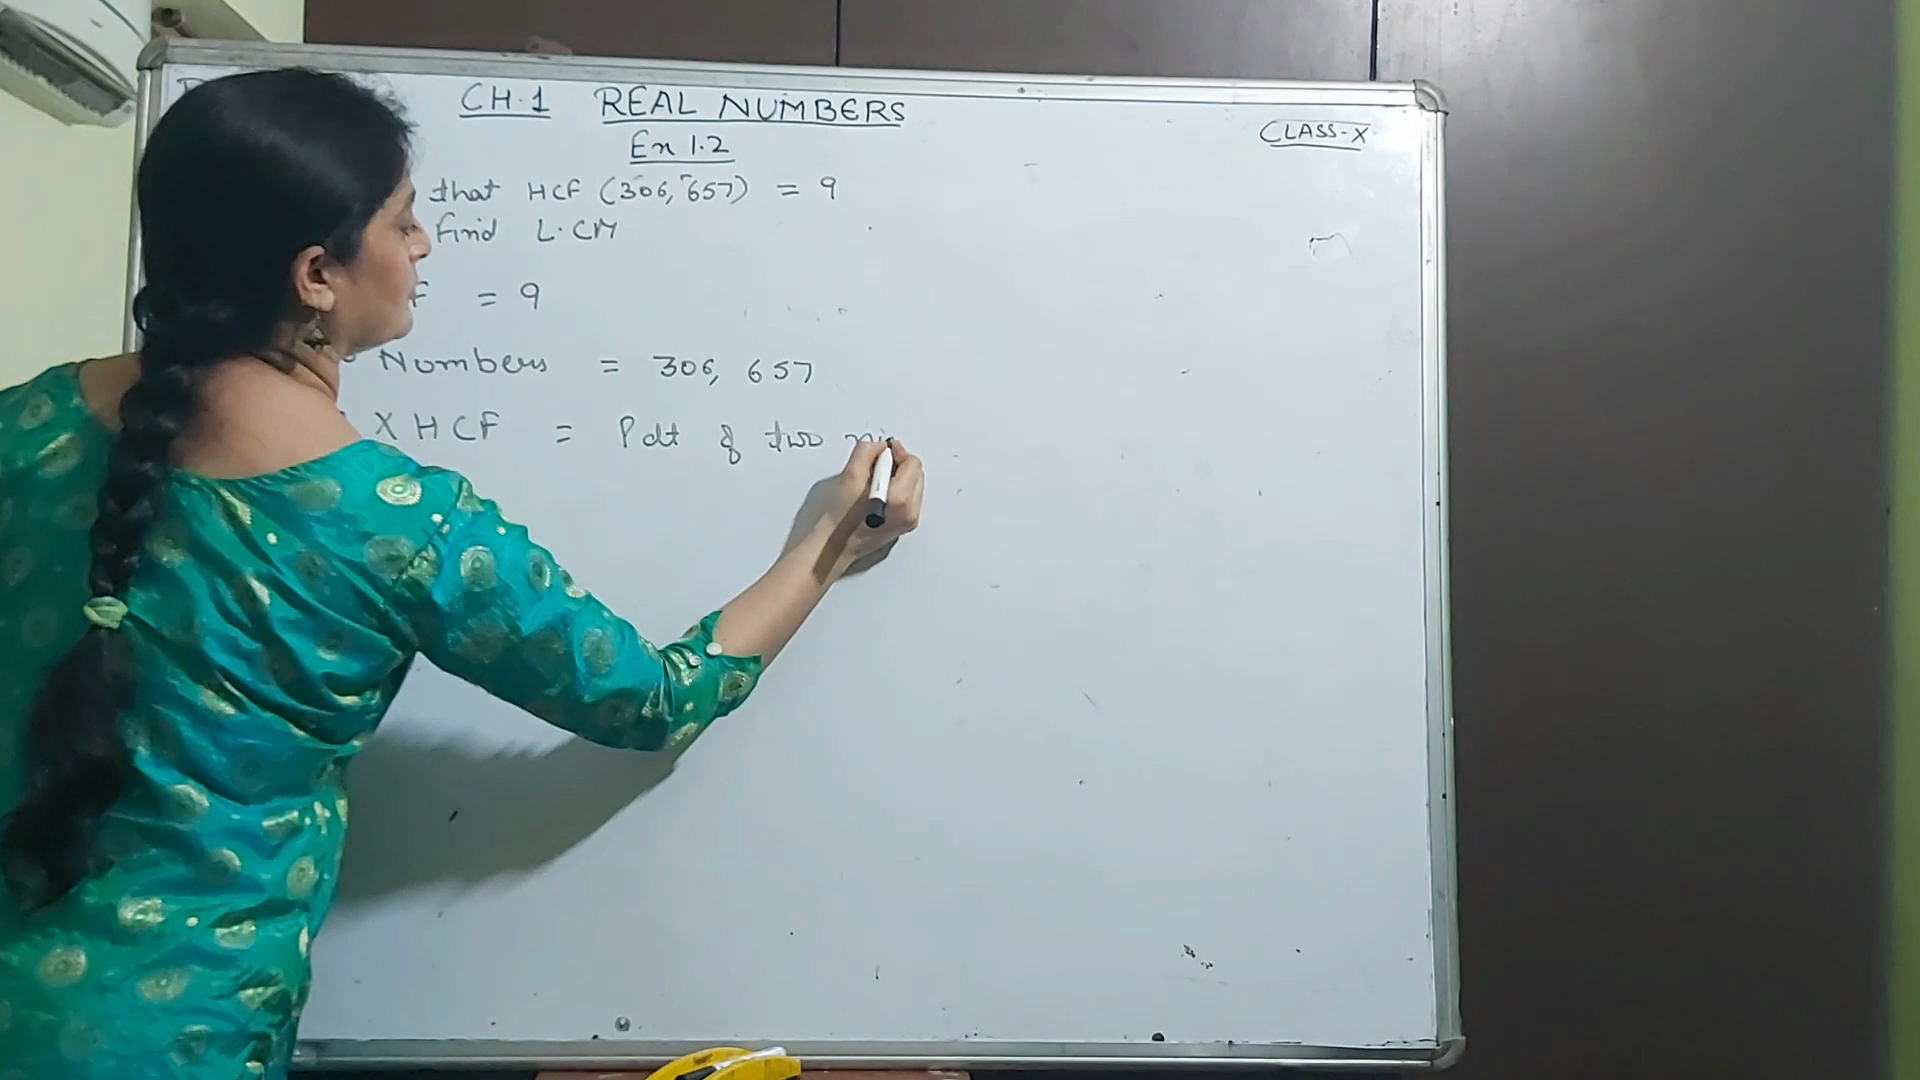 CH.1 REAL NUMBERS
CLASS-X
Ex 1.2
that HCF (306, 657) = 9
Find L.CM
F = 9
Numbers = 306, 657
X HCF = Pdt of two